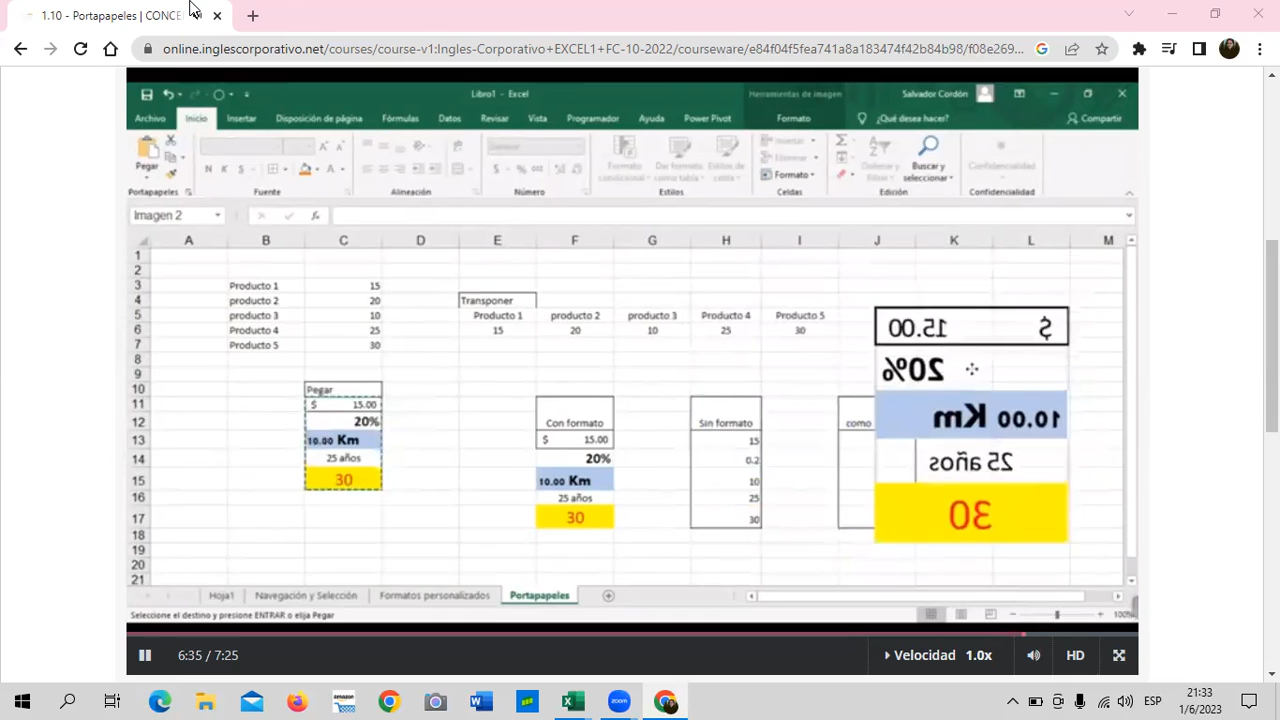 1.10 - Portapapeles | CONCE
online.inglescorporativo.net/courses/course-v1:Ingles-Corporativo+EXCEL1+FC-10-2022/courseware/e84f04f5fea741a8a183474f42b84b98/f08e269...
Libro1 - Excel
Herramientas de imagen
Salvador Cordón
Archivo Inicio Insertar Disposición de página Fórmulas Datos Revisar Vista Programador Ayuda Power Pivot Formato ¿Qué desea hacer? Compartir
Pegar
General
Formato condicional
Dar formato como tabla
Estilos de celda
Insertar
Eliminar
Formato
Ordenar y filtrar
Buscar y seleccionar
Confidencialidad
Portapapeles Fuente Alineación Número Estilos Celdas Edición Confidencialidad
Imagen 2
A B C D E F G H I J K L M
1
2
3 Producto 1 15
4 producto 2 20 Transponer
5 producto 3 10 Producto 1 producto 2 producto 3 Producto 4 Producto 5
6 Producto 4 25 15 20 10 25 30
7 Producto 5 30
8
9
10 Pegar
11 $ 15.00
12 20% Con formato Sin formato como
13 10.00 Km $ 15.00 15
14 25 años 20% 0.2
15 30 10.00 Km 10
16 25 años 25
17 30 30
18
19
20
21
$ 15.00
20%
10.00 Km
25 años
30
Hoja1 Navegación y Selección Formatos personalizados Portapapeles
Seleccione el destino y presione ENTRAR o elija Pegar
100%
6:35 / 7:25
Velocidad 1.0x
HD
amazon
zoom
ESP
21:33
1/6/2023